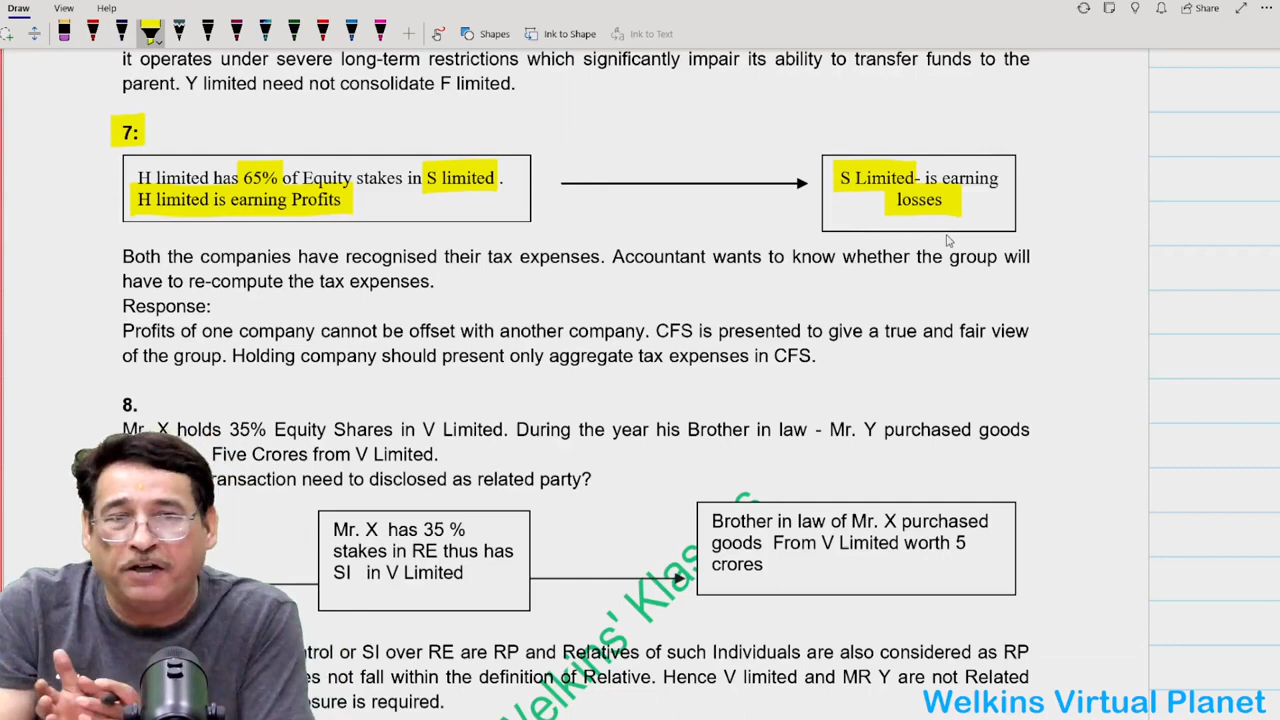 Draw View Help
Share
Shapes Ink to Shape Ink to Text
it operates under severe long-term restrictions which significantly impair its ability to transfer funds to the
parent. Y limited need not consolidate F limited.
7:
H limited has 65% of Equity stakes in S limited .
H limited is earning Profits
S Limited- is earning
losses
Both the companies have recognised their tax expenses. Accountant wants to know whether the group will
have to re-compute the tax expenses.
Response:
Profits of one company cannot be offset with another company. CFS is presented to give a true and fair view
of the group. Holding company should present only aggregate tax expenses in CFS.
8.
Mr. X holds 35% Equity Shares in V Limited. During the year his Brother in law - Mr. Y purchased goods
Five Crores from V Limited.
need to disclosed as related party?
Mr. X has 35 %
stakes in RE thus has
SI in V Limited
Brother in law of Mr. X purchased
goods From V Limited worth 5
crores
or SI over RE are RP and Relatives of such Individuals are also considered as RP
not fall within the definition of Relative. Hence V limited and MR Y are not Related
is required.
Welkins' Klas
Welkins Virtual Planet